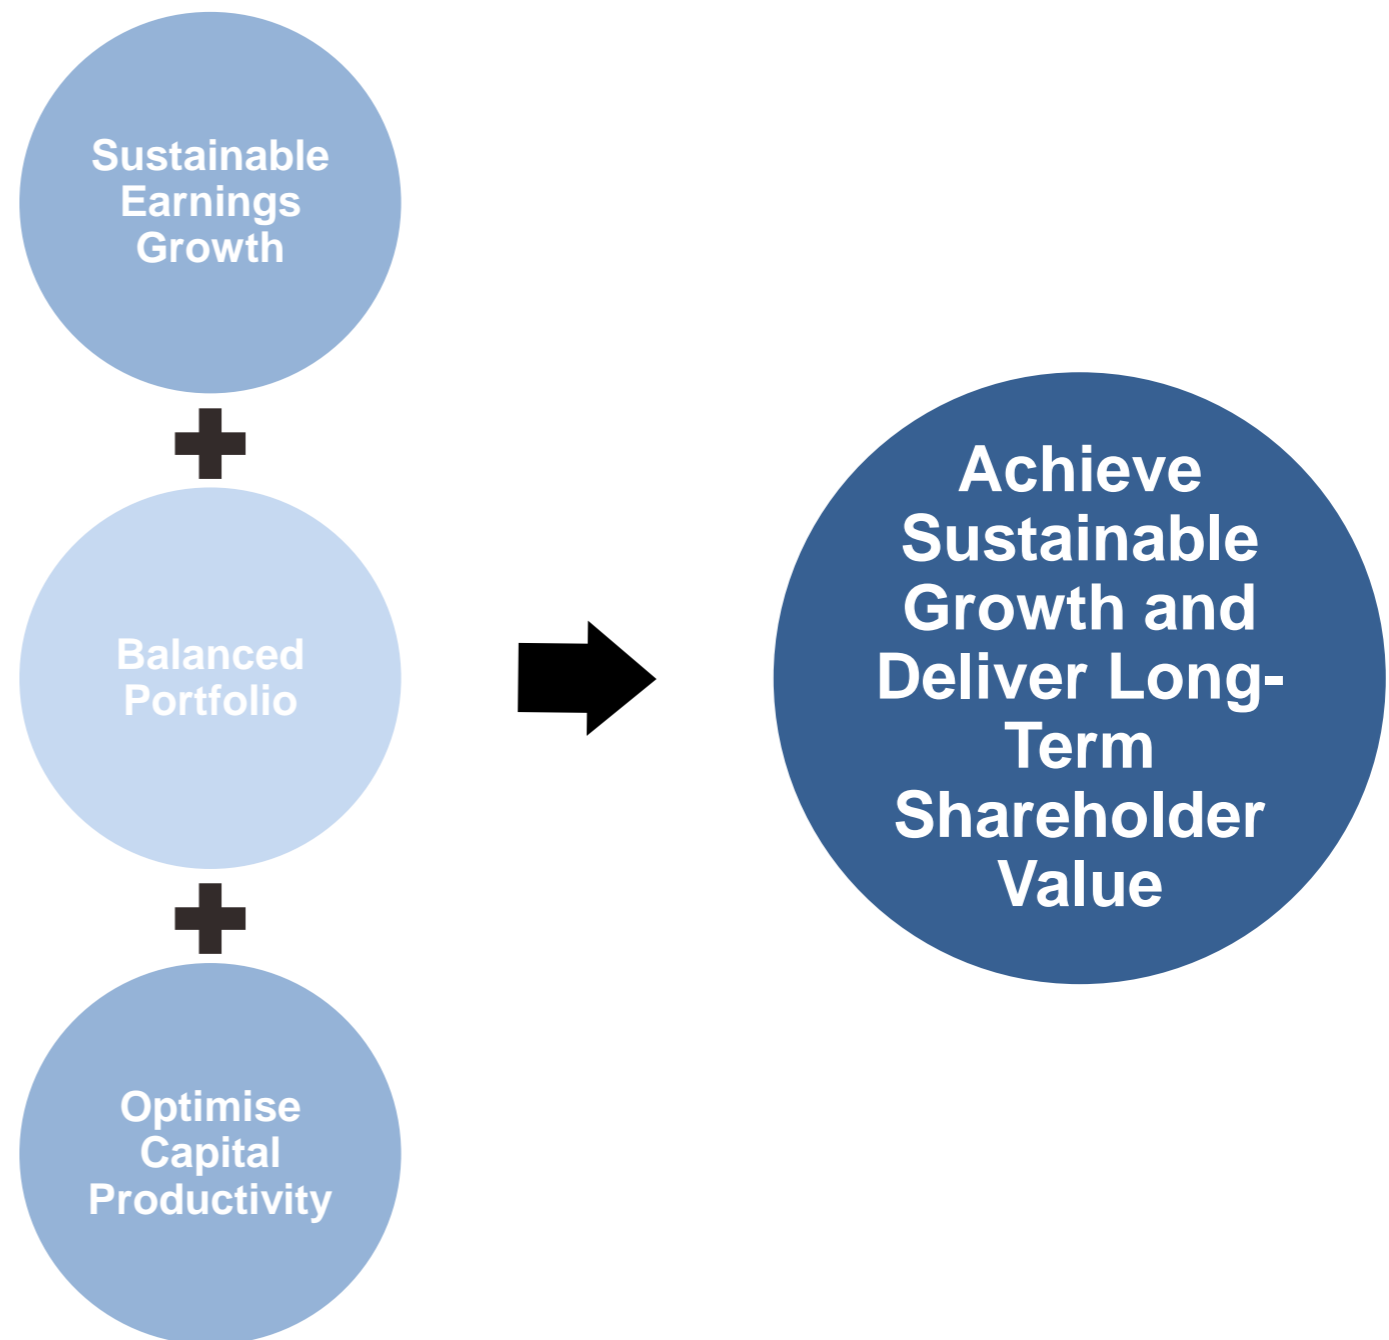 Sustainable
Earnings
Growth
Balanced
Portfolio
Optimise
Capital
Productivity
Achieve
Sustainable
Growth and
Deliver Long-
Term
Shareholder
Value